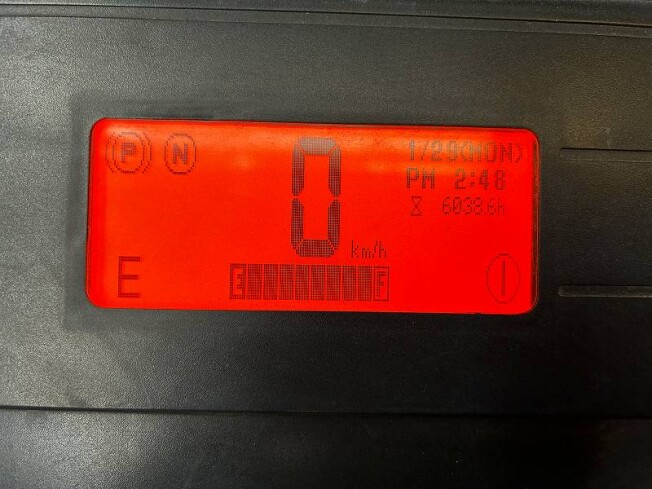 P N
0 km/h
1/29(MON)
PM 2:48
6038.6H
E
E F
I